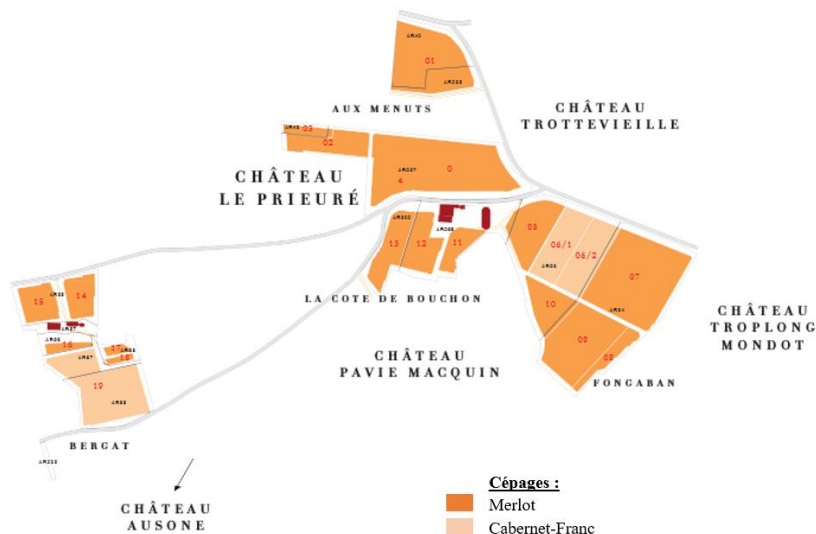 01
AUX MENUTS
CHÂTEAU
TROTTEVIEILLE
03
02
CHÂTEAU
LE PRIEURÉ
0
4
05
06/1
06/2
07
13
12
11
10
09
08
LA COTE DE BOUCHON
CHÂTEAU
TROPLONG
MONDOT
CHÂTEAU
PAVIE MACQUIN
FONGABAN
15
14
16
17
18
19
BERGAT
CHÂTEAU
AUSONE
Cépages :
Merlot
Cabernet-Franc